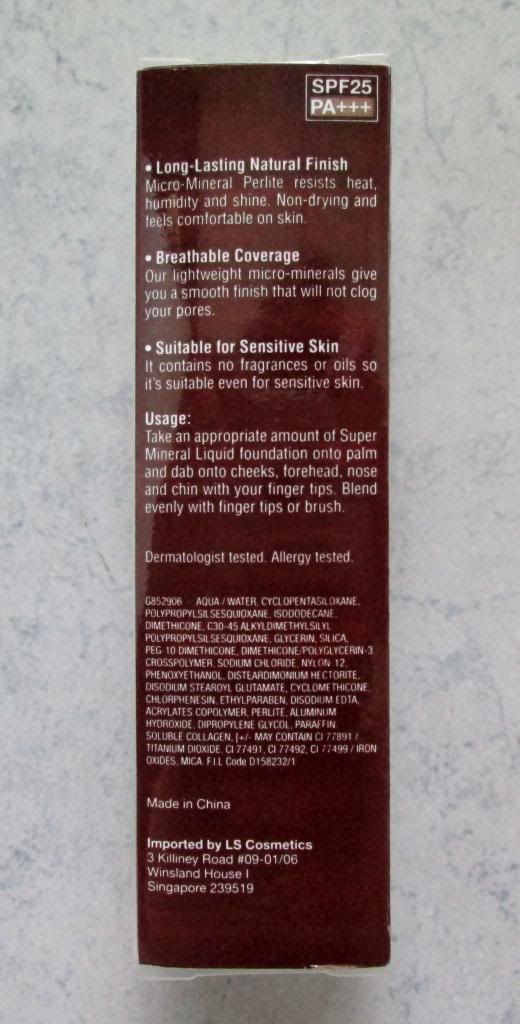 SPF25
PA+++
• Long-Lasting Natural Finish
Micro-Mineral Perlite resists heat,
humidity and shine. Non-drying and
feels comfortable on skin.
• Breathable Coverage
Our lightweight micro-minerals give
you a smooth finish that will not clog
your pores.
• Suitable for Sensitive Skin
It contains no fragrances or oils so
it's suitable even for sensitive skin.
Usage:
Take an appropriate amount of Super
Mineral Liquid foundation onto palm
and dab onto cheeks, forehead, nose
and chin with your finger tips. Blend
evenly with finger tips or brush.
Dermatologist tested. Allergy tested.
G852906 - AQUA / WATER, CYCLOPENTASILOXANE,
POLYPROPYLSILSESQUIOXANE, ISODODECANE,
DIMETHICONE, C30-45 ALKYLDIMETHYLSILYL
POLYPROPYLSILSESQUIOXANE, GLYCERIN, SILICA,
PEG-10 DIMETHICONE, DIMETHICONE/POLYGLYCERIN-3
CROSSPOLYMER, SODIUM CHLORIDE, NYLON 12,
PHENOXYETHANOL, DISTEARDIMONIUM HECTORITE,
DISODIUM STEAROYL GLUTAMATE, CYCLOMETHICONE,
CHLORPHENESIN, ETHYLPARABEN, DISODIUM EDTA,
ACRYLATES COPOLYMER, PERLITE, ALUMINUM
HYDROXIDE, DIPROPYLENE GLYCOL, PARAFFIN,
SOLUBLE COLLAGEN, [+/- MAY CONTAIN CI 77891 /
TITANIUM DIOXIDE, CI 77491, CI 77492, CI 77499 / IRON
OXIDES, MICA. F.I.L Code D158232/1
Made in China
Imported by LS Cosmetics
3 Killiney Road #09-01/06
Winsland House I
Singapore 239519